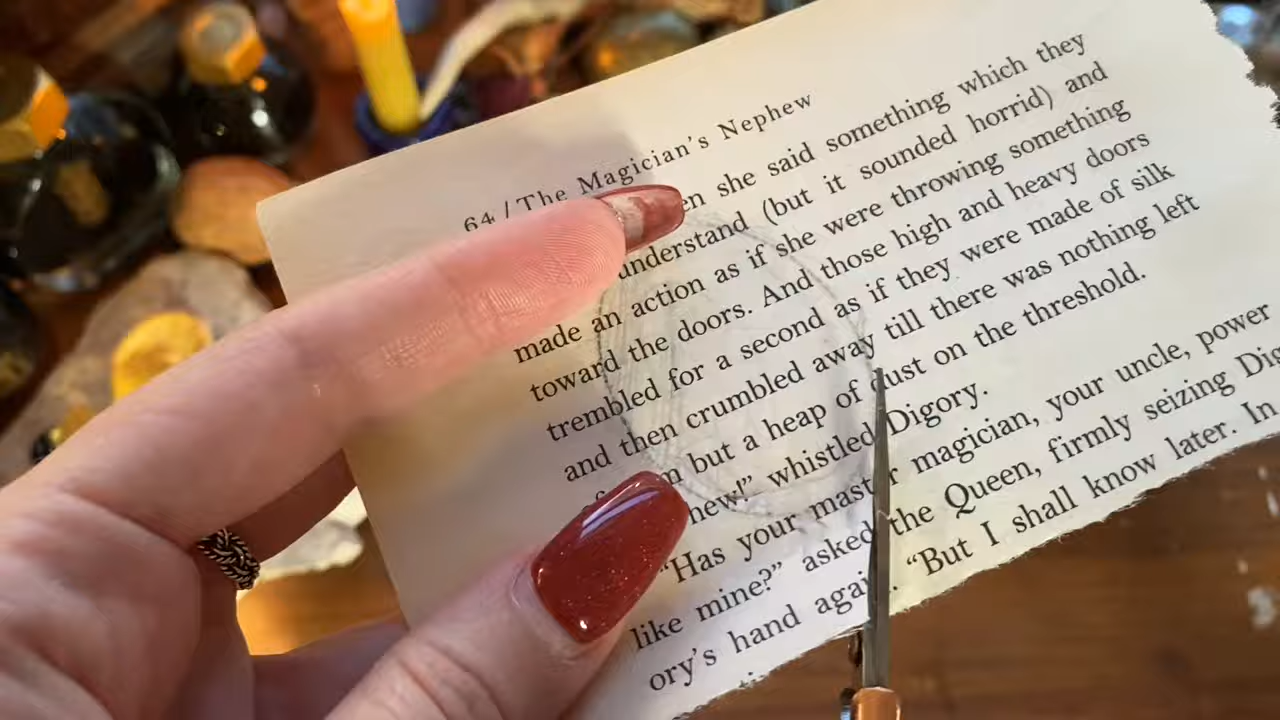 64 / The Magician's Nephew
en she said something which they
understand (but it sounded horrid) and
made an action as if she were throwing something
toward the doors. And those high and heavy doors
trembled for a second as if they were made of silk
and then crumbled away till there was nothing left
but a heap of dust on the threshold.
new!” whistled Digory.
“Has your master magician, your uncle, power
like mine?” asked the Queen, firmly seizing Dig
ory's hand again. “But I shall know later. In